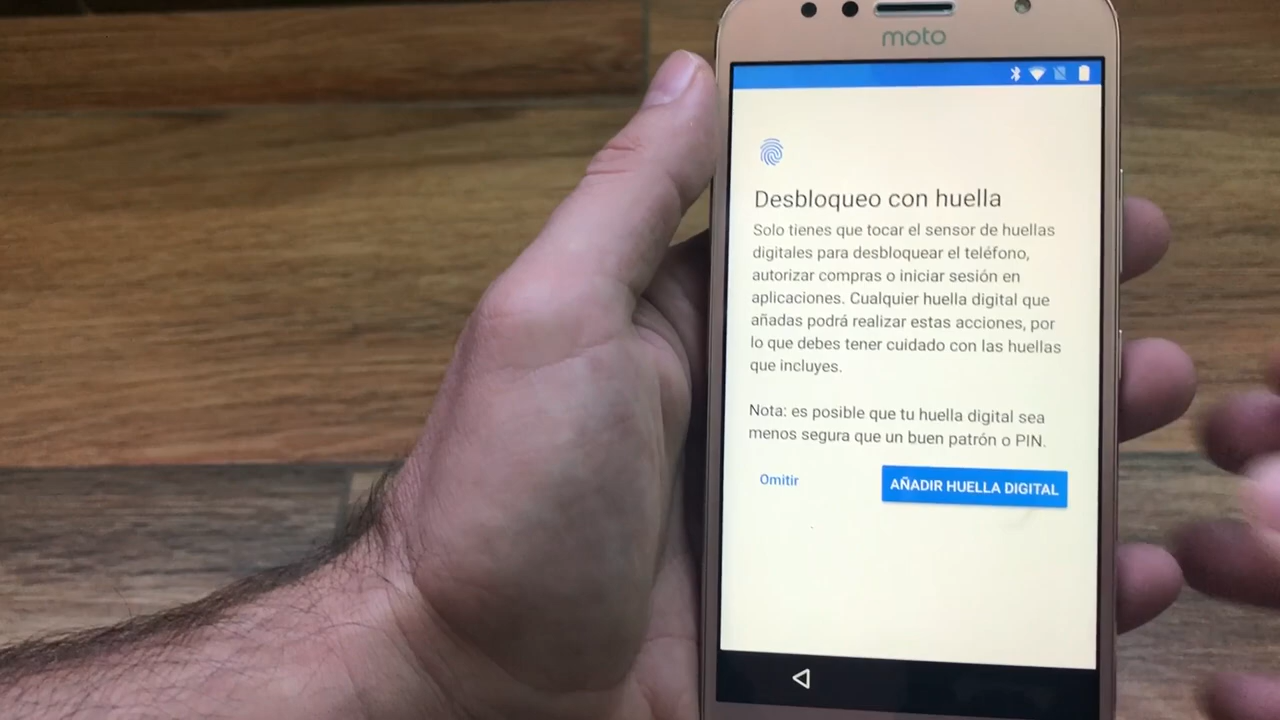 moto
Desbloqueo con huella
Solo tienes que tocar el sensor de huellas
digitales para desbloquear el teléfono,
autorizar compras o iniciar sesión en
aplicaciones. Cualquier huella digital que
añadas podrá realizar estas acciones, por
lo que debes tener cuidado con las huellas
que incluyes.
Nota: es posible que tu huella digital sea
menos segura que un buen patrón o PIN.
Omitir
AÑADIR HUELLA DIGITAL